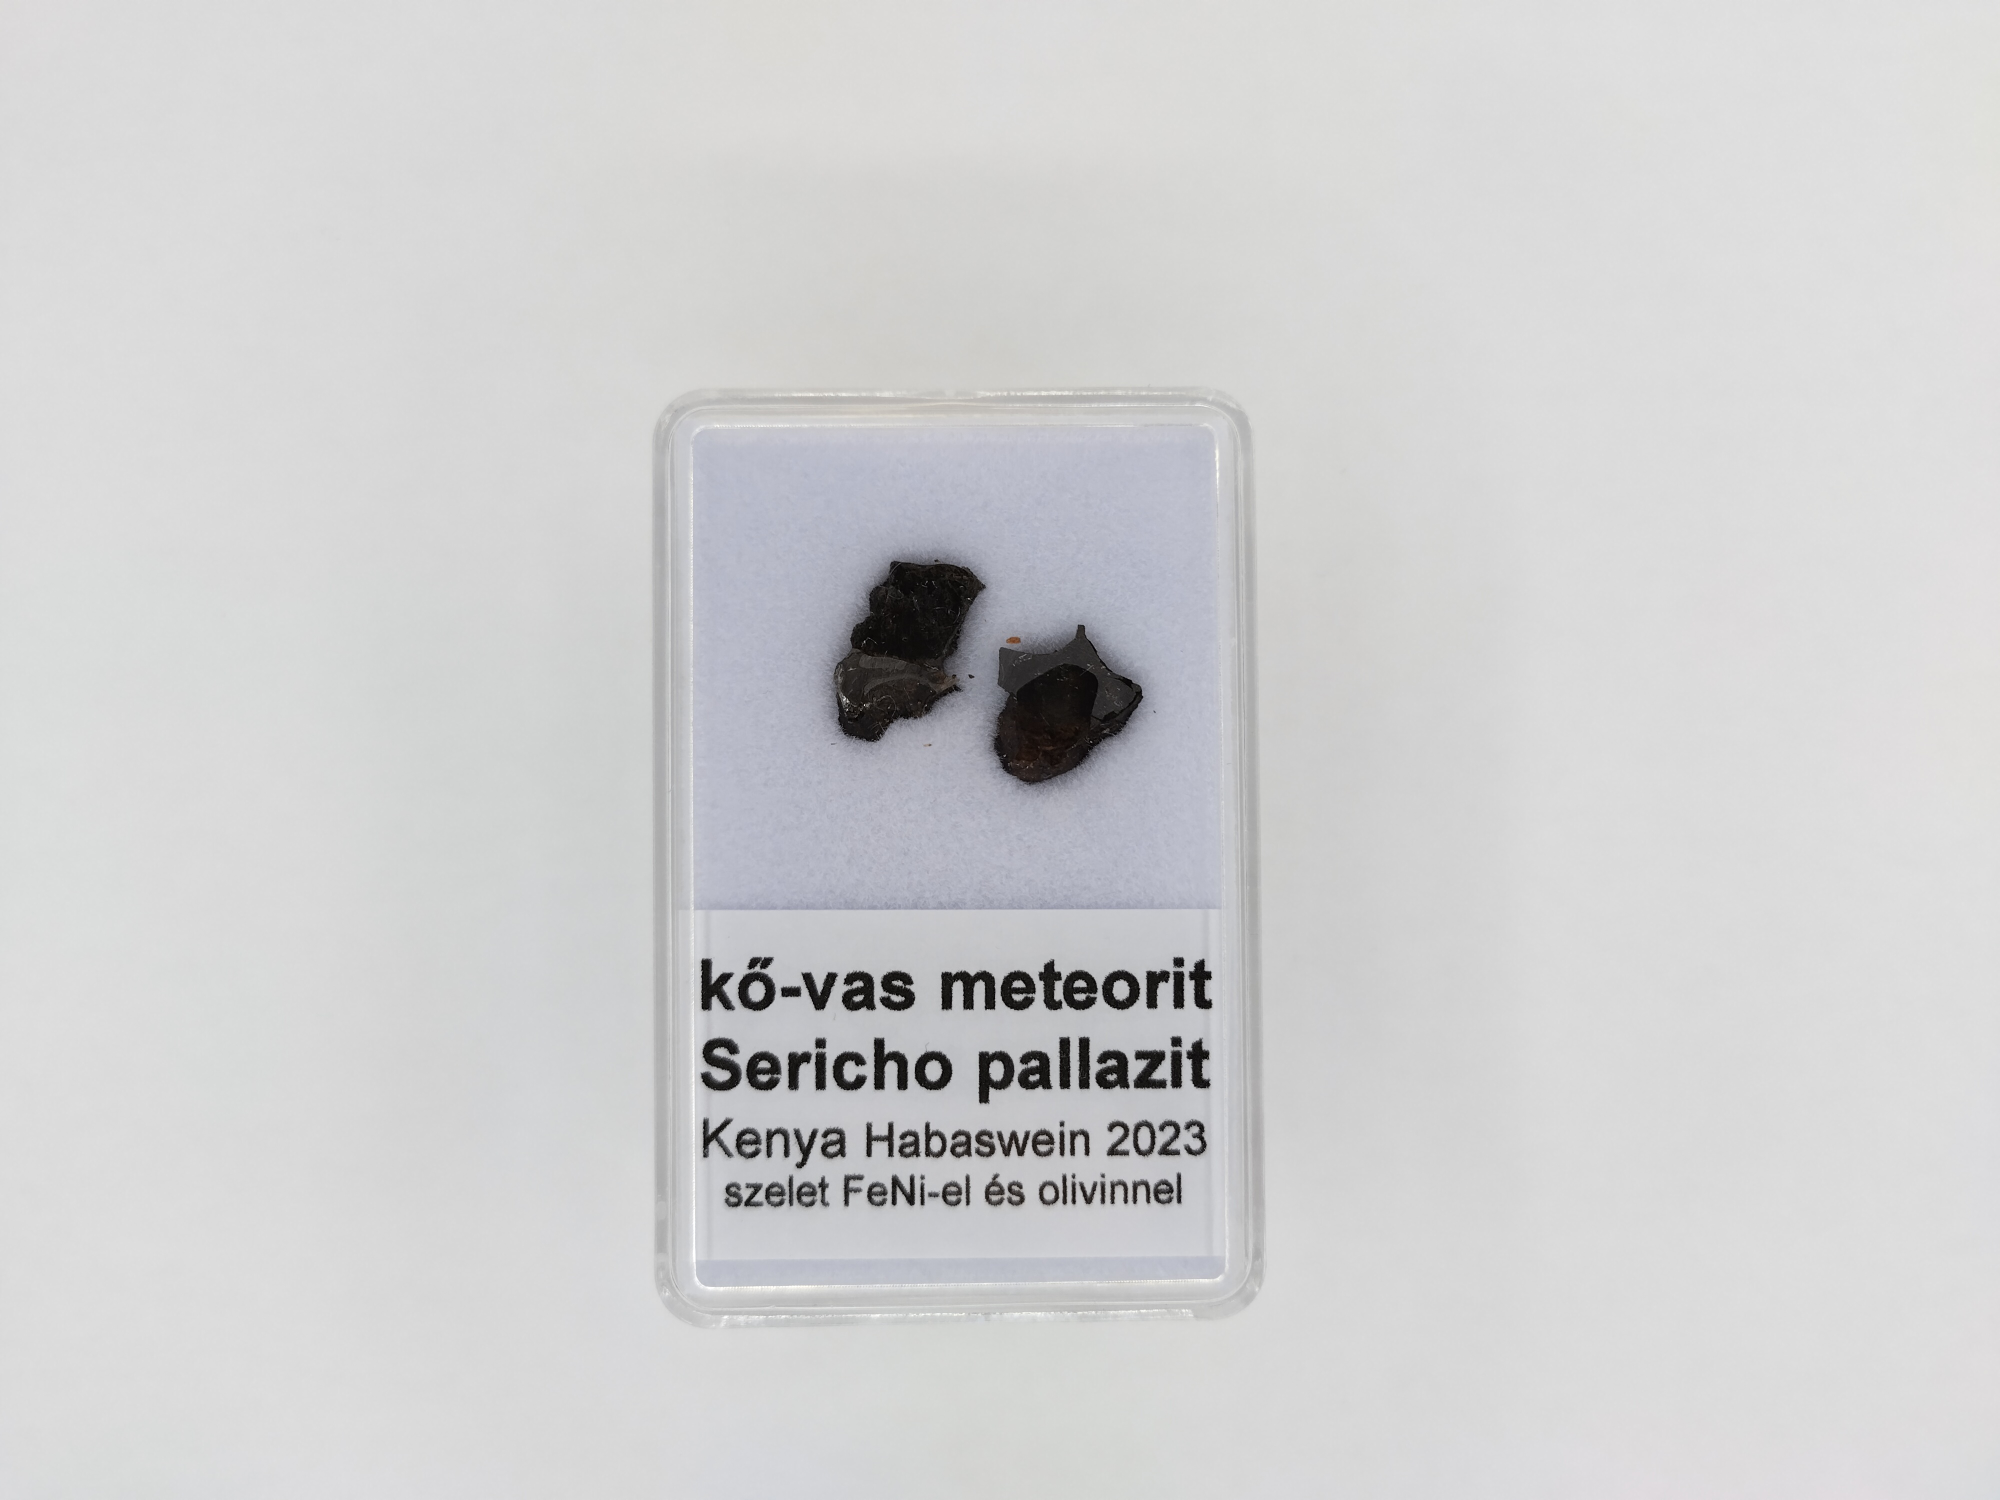 kő-vas meteorit
Sericho pallazit
Kenya Habaswein 2023
szelet FeNi-el és olivinnel